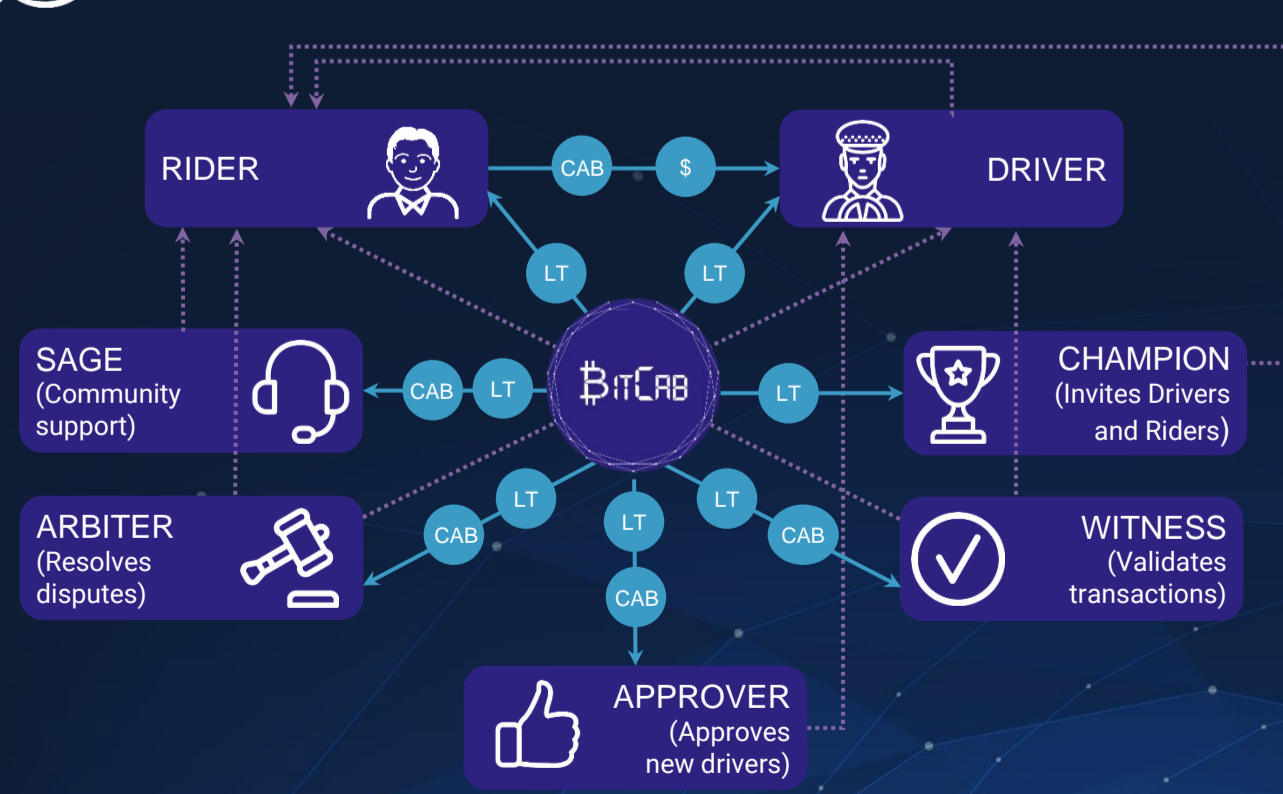 RIDER
CAB
$
DRIVER
LT
LT
SAGE
(Community
support)
CAB
LT
BITCAB
LT
CHAMPION
(Invites Drivers
and Riders)
ARBITER
(Resolves
disputes)
CAB
LT
LT
CAB
LT
CAB
WITNESS
(Validates
transactions)
APPROVER
(Approves
new drivers)